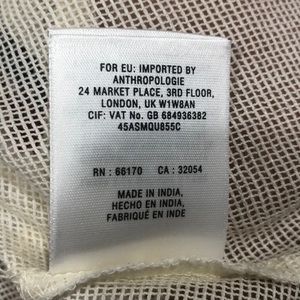 FOR EU: IMPORTED BY
ANTHROPOLOGIE
24 MARKET PLACE, 3RD FLOOR,
LONDON, UK W1W8AN
CIF: VAT No. GB 684936382
45ASMQU855C
RN : 66170 CA : 32054
MADE IN INDIA,
HECHO EN INDIA,
FABRIQUÉ EN INDE